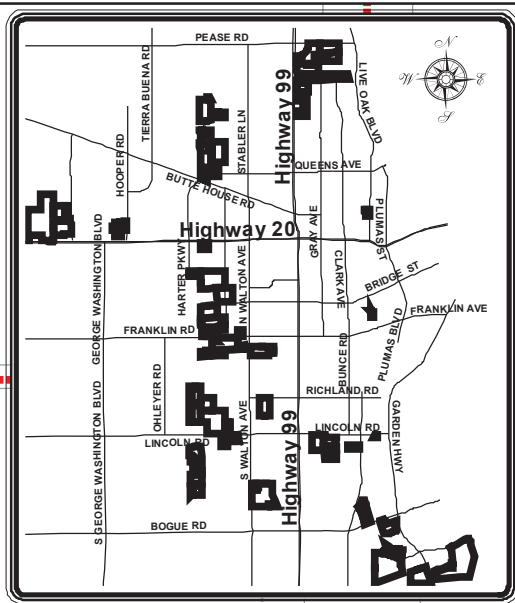 PEASE RD
N
W
E
S
TIERRA BUENA RD
STABLER LN
Highway 99
LIVE OAK BLVD
HOOPER RD
QUEENS AVE
BUTTE HOUSE RD
Highway 20
GEORGE WASHINGTON BLVD
HARTER PKWY
N WALTON AVE
GRAY AVE
CLARK AVE
PLUMAS ST
BRIDGE ST
FRANKLIN RD
FRANKLIN AVE
BUNCE RD
PLUMAS BLVD
OHLEYER RD
RICHLAND RD
S GEORGE WASHINGTON BLVD
LINCOLN RD
S WALTON AVE
Highway 99
LINCOLN RD
GARDEN HWY
BOGUE RD